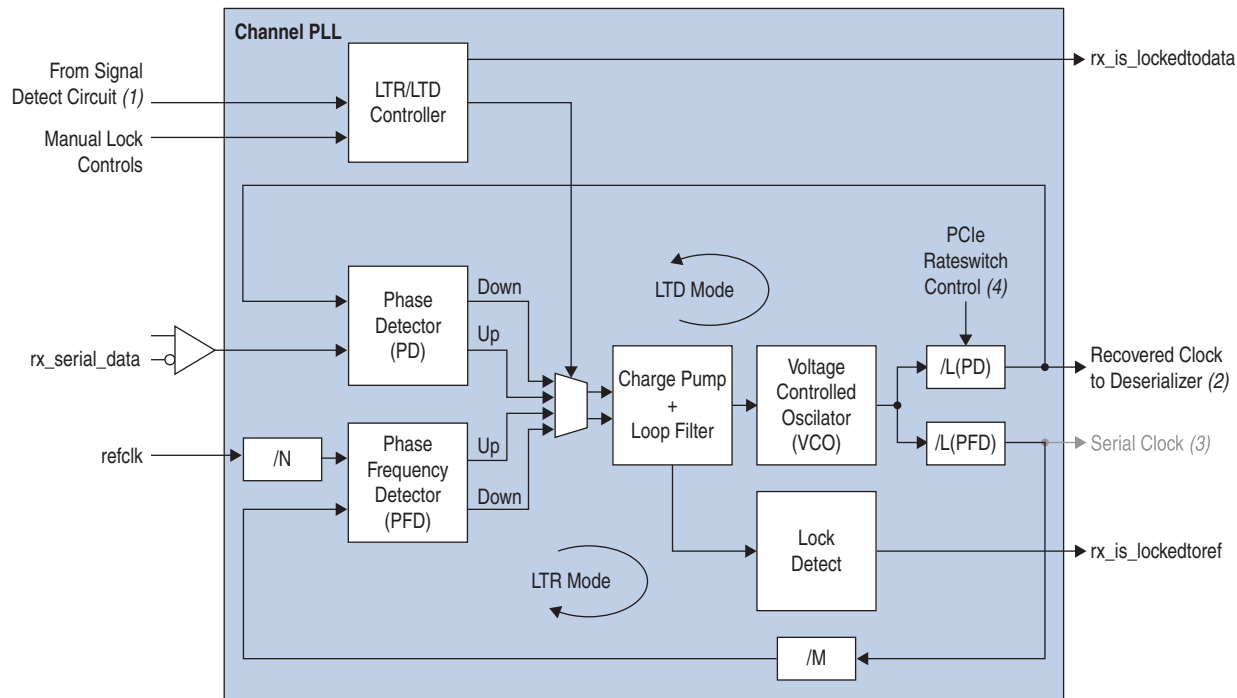 Channel PLL
From Signal
Detect Circuit (1)
Manual Lock
Controls
LTR/LTD
Controller
rx_is_lockedtodata
PCIe
Rateswitch
Control (4)
LTD Mode
Phase
Detector
(PD)
Down
Up
rx_serial_data
Charge Pump
+
Loop Filter
Voltage
Controlled
Oscilator
(VCO)
/L(PD)
Recovered Clock
to Deserializer (2)
/L(PFD)
Serial Clock (3)
refclk
/N
Phase
Frequency
Detector
(PFD)
Up
Down
Lock
Detect
rx_is_lockedtoref
LTR Mode
/M